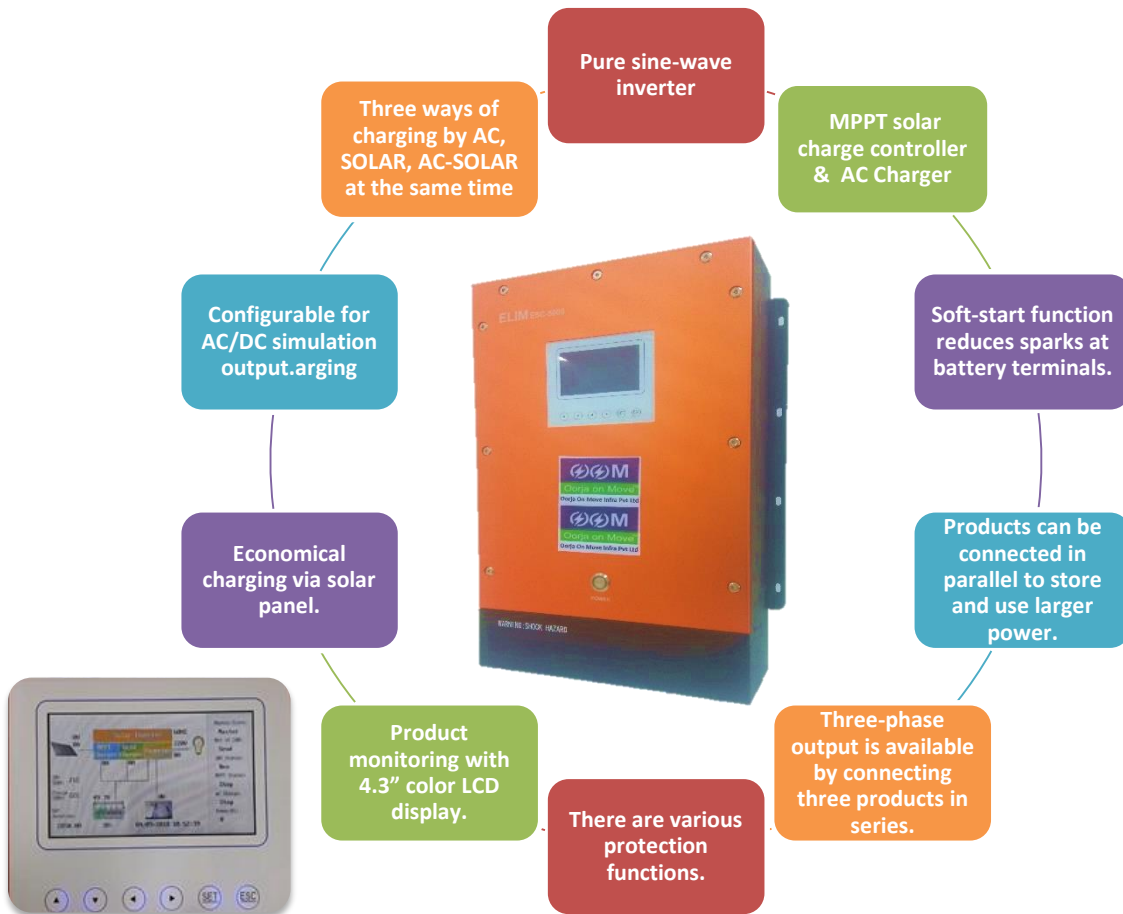 Pure sine-wave
inverter
MPPT solar
charge controller
& AC Charger
Soft-start function
reduces sparks at
battery terminals.
Products can be
connected in
parallel to store
and use larger
power.
Three-phase
output is available
by connecting
three products in
series.
There are various
protection
functions.
Product
monitoring with
4.3” color LCD
display.
Economical
charging via solar
panel.
Configurable for
AC/DC simulation
output.arging
Three ways of
charging by AC,
SOLAR, AC-SOLAR
at the same time
ELIM
M
Oorja on Move
Oorja On Move Infra Pvt Ltd
M
Oorja on Move
Oorja On Move Infra Pvt Ltd
POWER
WARNING:SHOCK HAZARD
Solar Inverter
SET
ESC